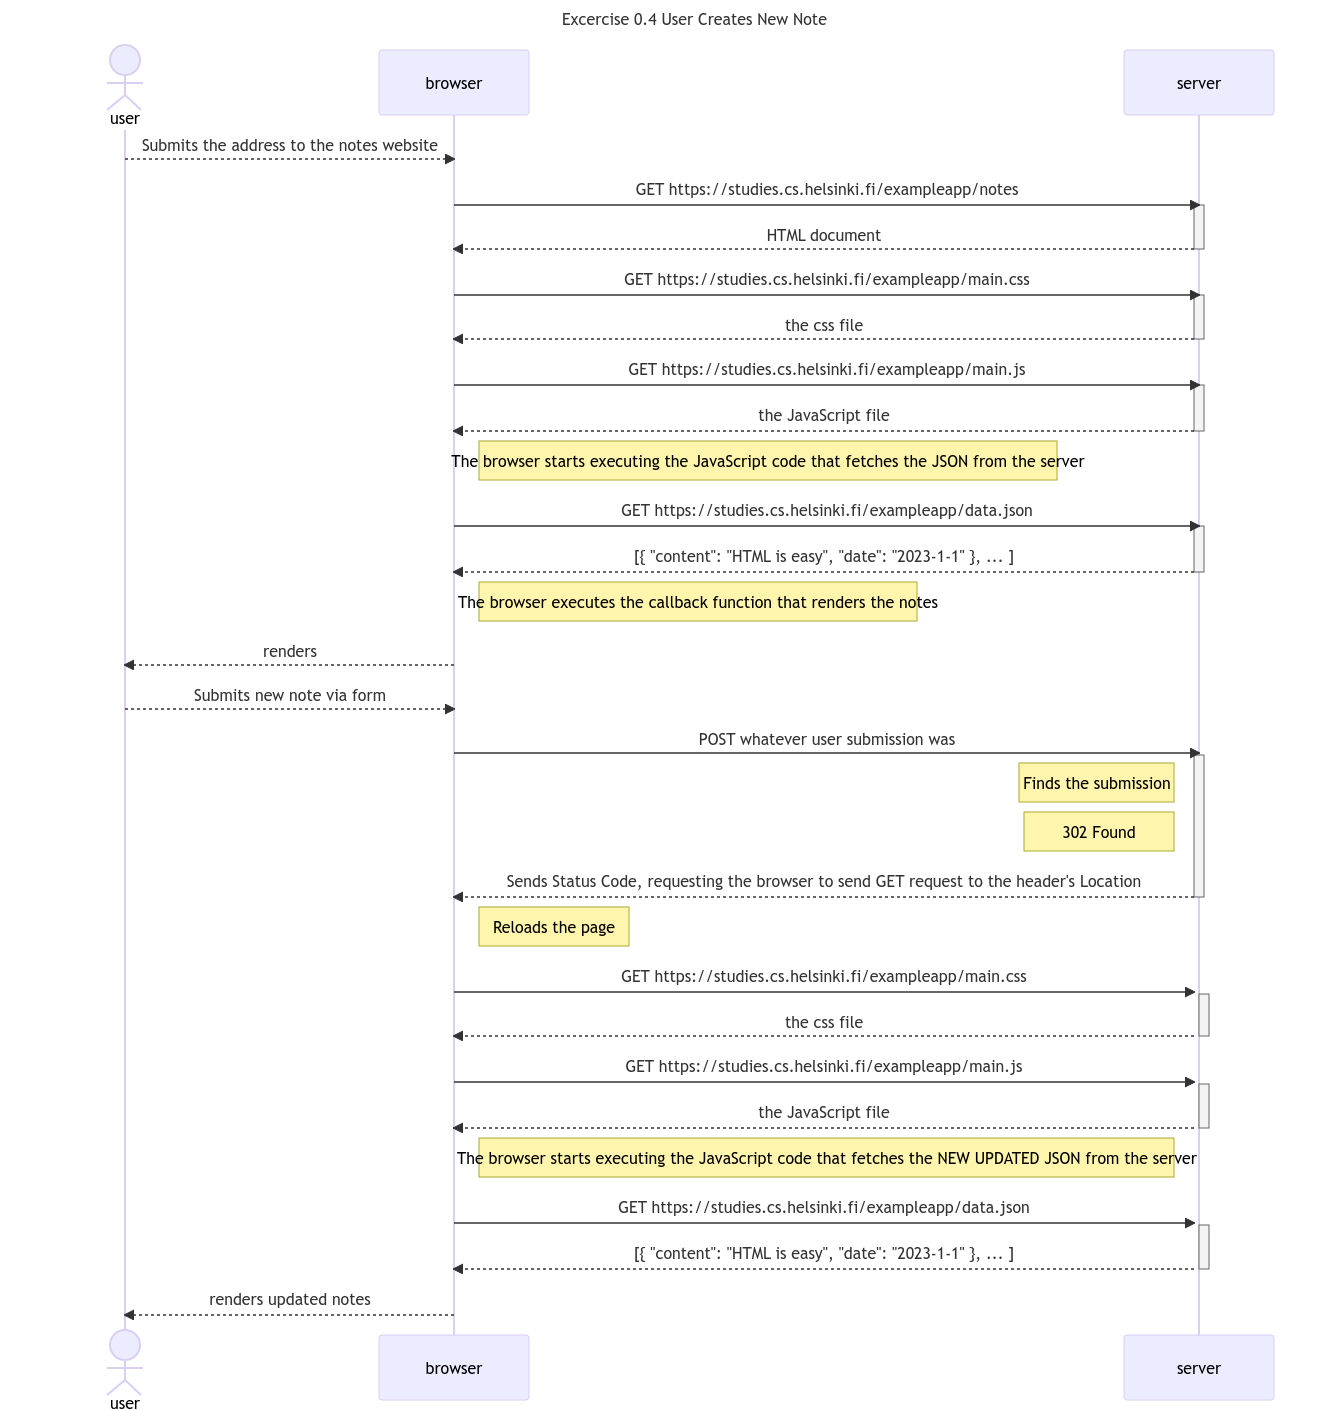 Excercise 0.4 User Creates New Note
user
browser
server
Submits the address to the notes website
GET https://studies.cs.helsinki.fi/exampleapp/notes
HTML document
GET https://studies.cs.helsinki.fi/exampleapp/main.css
the css file
GET https://studies.cs.helsinki.fi/exampleapp/main.js
the JavaScript file
The browser starts executing the JavaScript code that fetches the JSON from the server
GET https://studies.cs.helsinki.fi/exampleapp/data.json
[{ "content": "HTML is easy", "date": "2023-1-1" }, ... ]
The browser executes the callback function that renders the notes
renders
Submits new note via form
POST whatever user submission was
Finds the submission
302 Found
Sends Status Code, requesting the browser to send GET request to the header's Location
Reloads the page
GET https://studies.cs.helsinki.fi/exampleapp/main.css
the css file
GET https://studies.cs.helsinki.fi/exampleapp/main.js
the JavaScript file
The browser starts executing the JavaScript code that fetches the NEW UPDATED JSON from the server
GET https://studies.cs.helsinki.fi/exampleapp/data.json
[{ "content": "HTML is easy", "date": "2023-1-1" }, ... ]
renders updated notes
user
browser
server